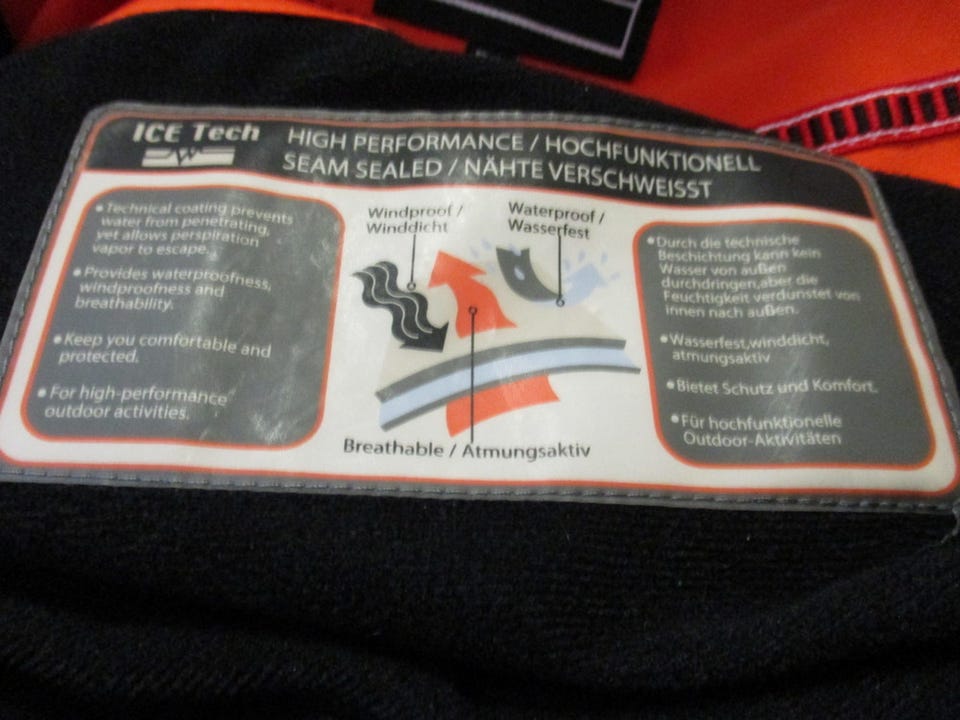 ICE Tech
HIGH PERFORMANCE / HOCHFUNKTIONELL
SEAM SEALED / NÄHTE VERSCHWEISST
• Technical coating prevents
water from penetrating,
yet allows perspiration
vapor to escape.
• Provides waterproofness,
windproofness and
breathability.
• Keep you comfortable and
protected.
• For high-performance
outdoor activities.
Windproof /
Winddicht
Waterproof /
Wasserfest
Breathable / Atmungsaktiv
• Durch die technische
Beschichtung kann kein
Wasser von außen
durchdringen,aber die
Feuchtigkeit verdunstet von
innen nach außen.
• Wasserfest,winddicht,
atmungsaktiv
• Bietet Schutz und Komfort.
• Für hochfunktionelle
Outdoor-Aktivitäten